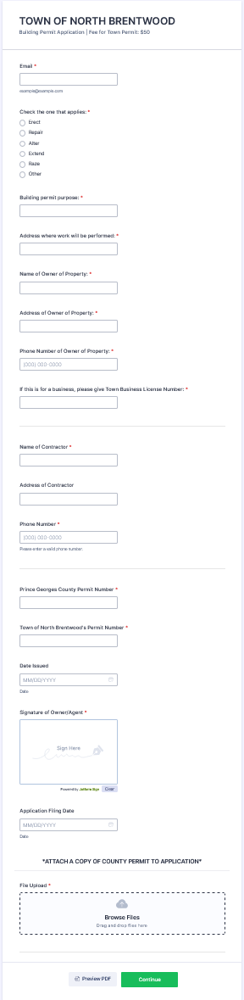 TOWN OF NORTH BRENTWOOD
Building Permit Application | Fee for Town Permit: $50
Email *
example@example.com
Check the one that applies: *
Erect
Repair
Alter
Extend
Raze
Other
Building permit purpose: *
Address where work will be performed: *
Name of Owner of Property: *
Address of Owner of Property: *
Phone Number of Owner of Property: *
(000) 000-0000
If this is for a business, please give Town Business License Number: *
Name of Contractor *
Address of Contractor
Phone Number *
(000) 000-0000
Please enter a valid phone number.
Prince Georges County Permit Number *
Town of North Brentwood's Permit Number *
Date Issued
MM/DD/YYYY
Date
Signature of Owner/Agent *
Sign Here
Powered by Jotform Sign Clear
Application Filing Date
MM/DD/YYYY
Date
*ATTACH A COPY OF COUNTY PERMIT TO APPLICATION*
File Upload *
Browse Files
Drag and drop files here
Preview PDF Continue